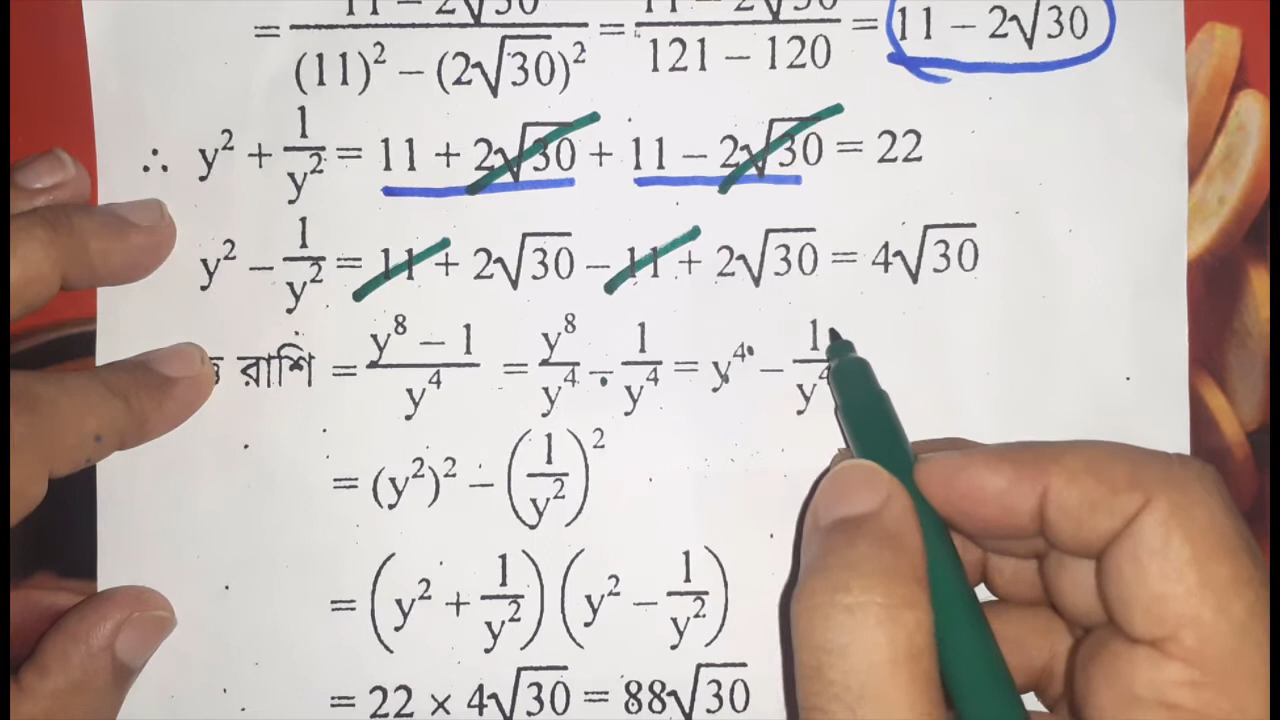 = (11 − 2√30)/((11)² − (2√30)²) = (11 − 2√30)/(121 − 120) = 11 − 2√30
∴ y² + 1/y² = 11 + 2√30 + 11 − 2√30 = 22
y² − 1/y² = 11 + 2√30 − 11 + 2√30 = 4√30
রাশি = (y⁸ − 1)/y⁴ = y⁸/y⁴ − 1/y⁴ = y⁴ − 1/y⁴
= (y²)² − (1/y²)²
= (y² + 1/y²)(y² − 1/y²)
= 22 × 4√30 = 88√30